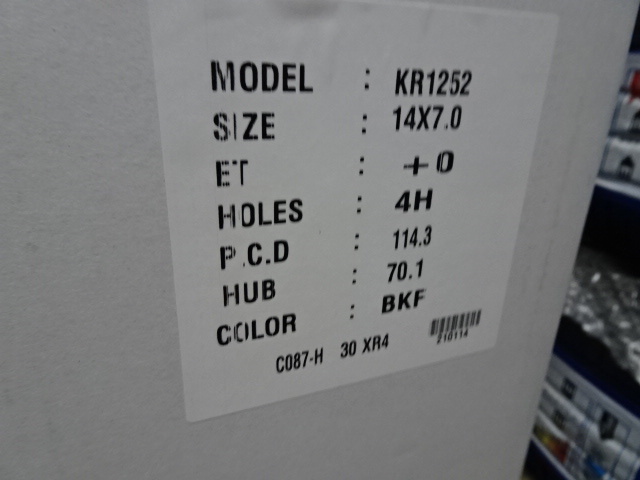 MODEL : KR1252
SIZE : 14X7.0
ET : +0
HOLES : 4H
P.C.D : 114.3
HUB : 70.1
COLOR : BKF
C087-H 30 XR4
210114